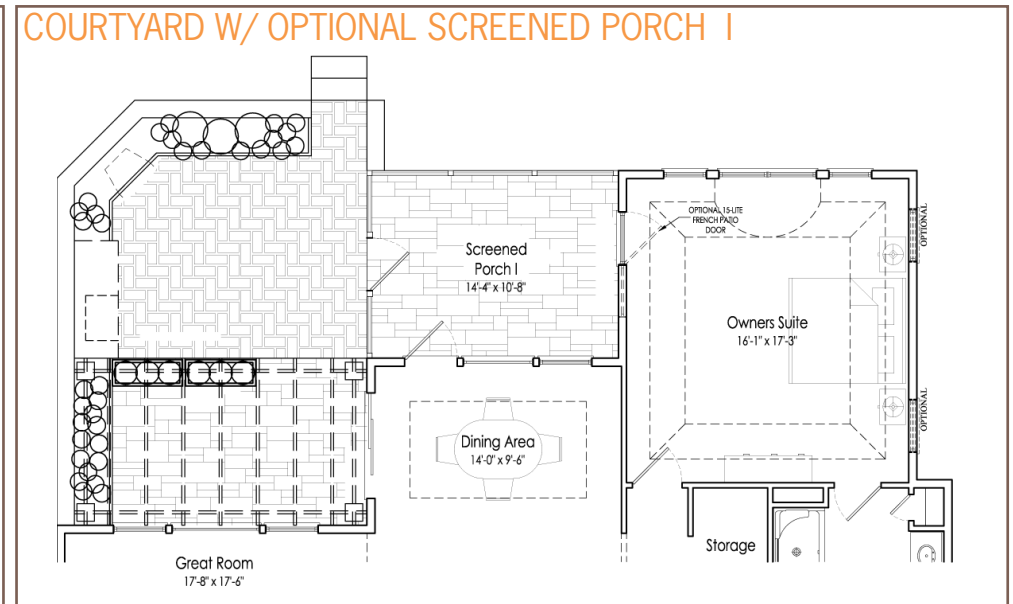 COURTYARD W/ OPTIONAL SCREENED PORCH I
OPTIONAL 15-LITE
FRENCH PATIO
DOOR
OPTIONAL
Screened
Porch I
14'-4" x 10'-8"
Owners Suite
16'-1" x 17'-3"
OPTIONAL
Dining Area
14'-0" x 9'-6"
Storage
Great Room
17'-8" x 17'-6"